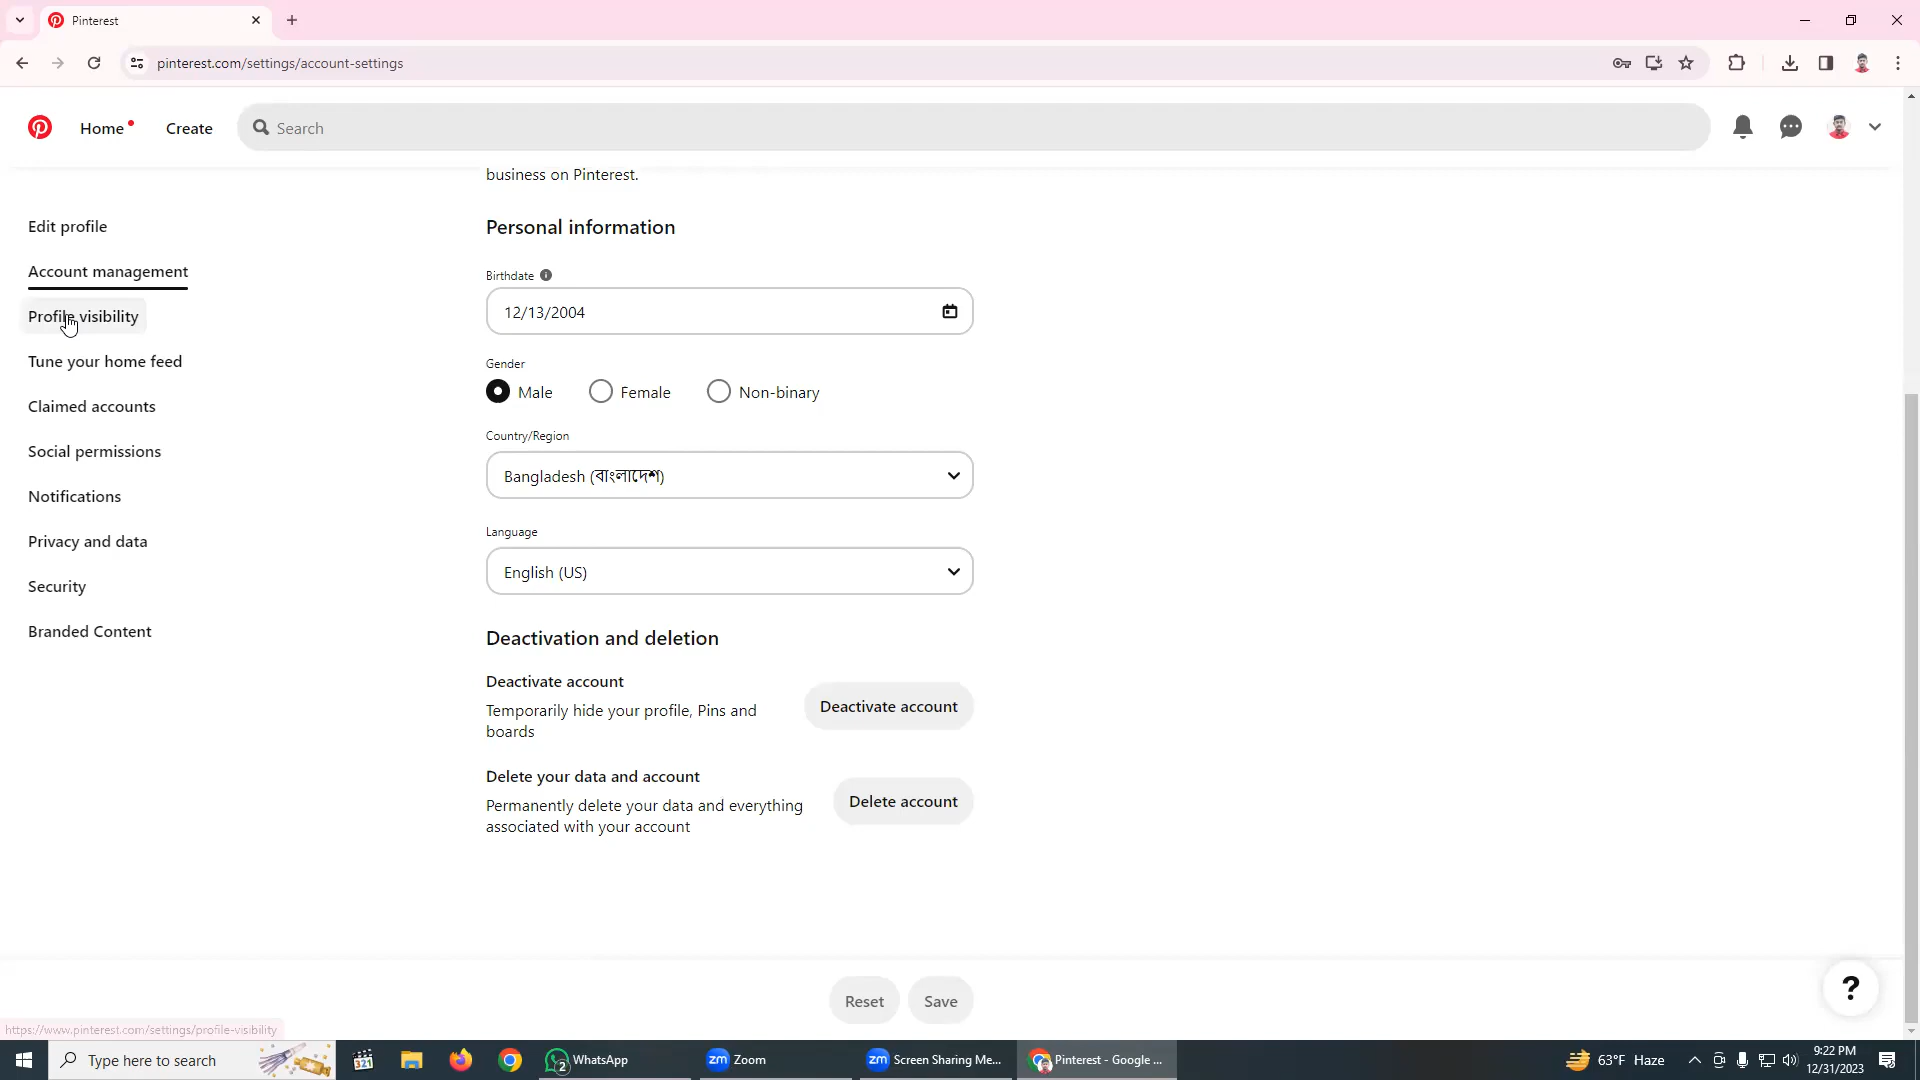 Pinterest
pinterest.com/settings/account-settings
Home
Create
Search
business on Pinterest.
Edit profile
Account management
Profile visibility
Tune your home feed
Claimed accounts
Social permissions
Notifications
Privacy and data
Security
Branded Content
Personal information
Birthdate
12/13/2004
Gender
Male Female Non-binary
Country/Region
Bangladesh (বাংলাদেশ)
Language
English (US)
Deactivation and deletion
Deactivate account
Temporarily hide your profile, Pins and
boards
Deactivate account
Delete your data and account
Permanently delete your data and everything
associated with your account
Delete account
Reset Save
?
https://www.pinterest.com/settings/profile-visibility
Type here to search
321
2
WhatsApp
zm Zoom
zm Screen Sharing Me...
Pinterest - Google ...
63°F Haze
9:22 PM
12/31/2023